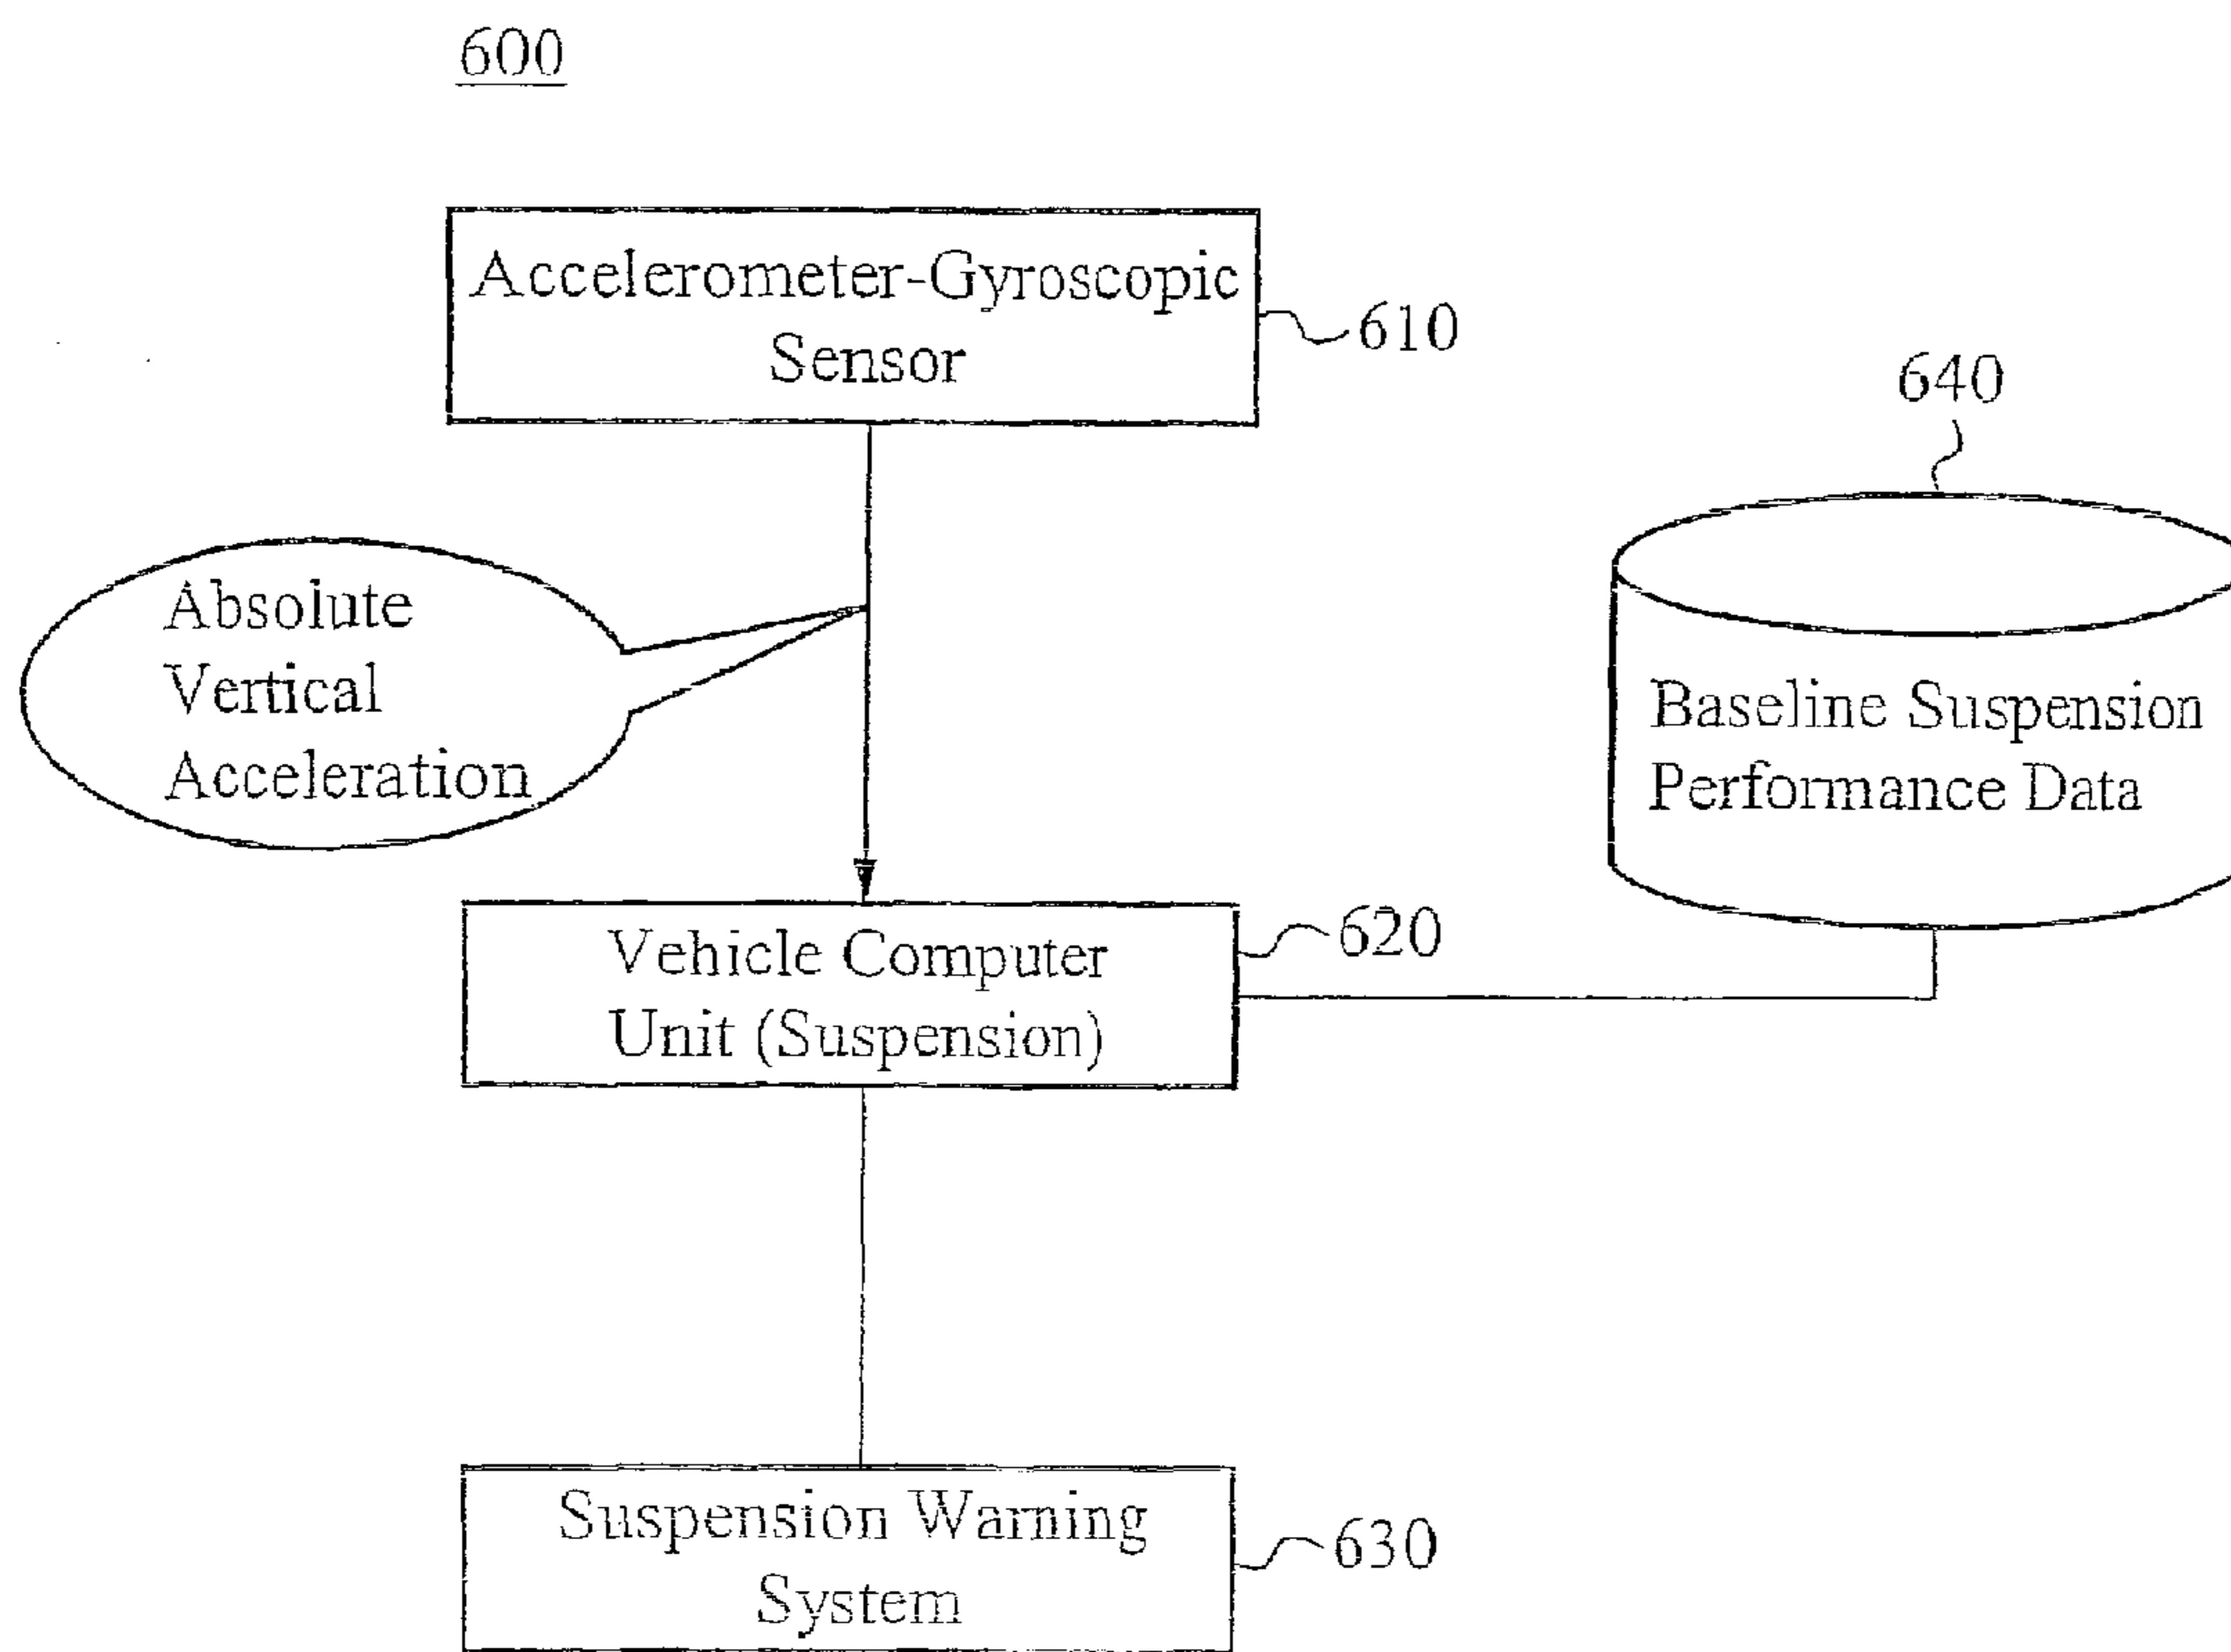 600
Accelerometer-Gyroscopic
Sensor
610
640
Absolute
Vertical
Acceleration
Baseline Suspension
Performance Data
Vehicle Computer
Unit (Suspension)
620
Suspension Warning
System
630